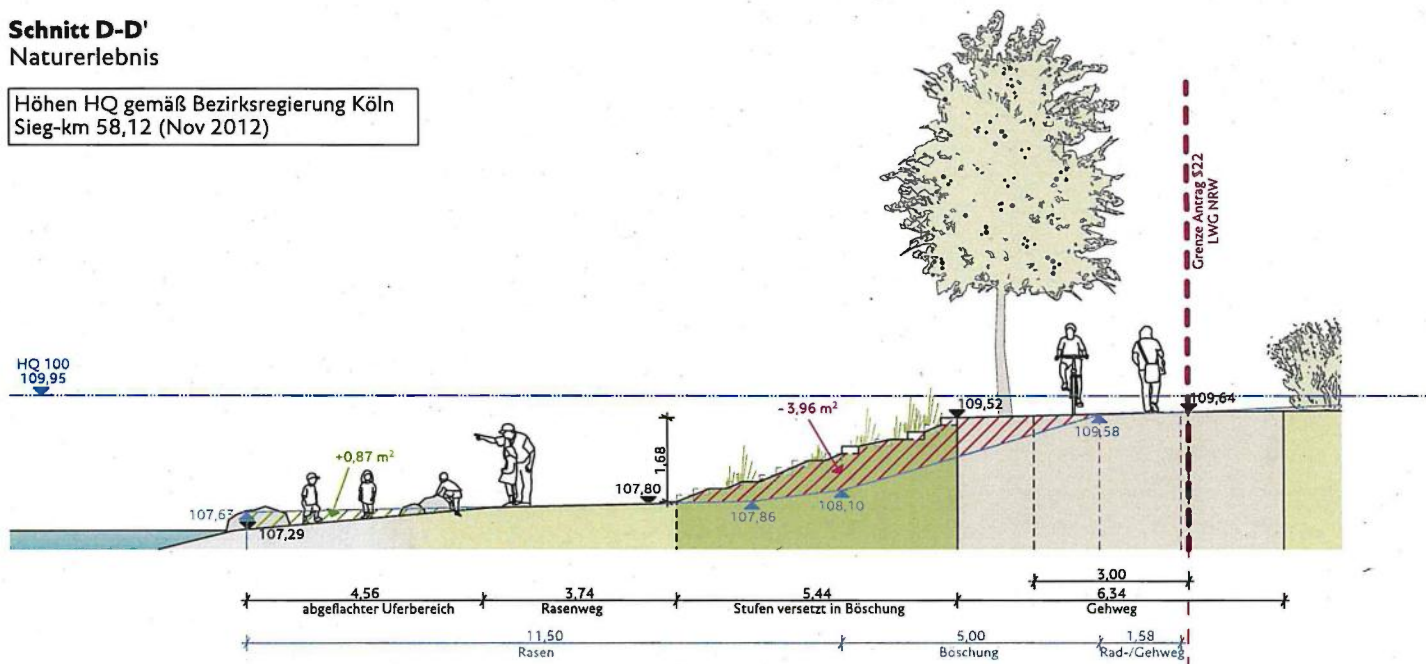 Schnitt D-D'
Naturerlebnis
Höhen HQ gemäß Bezirksregierung Köln
Sieg-km 58,12 (Nov 2012)
Grenze Antrag §22
LWG NRW
HQ 100
109,95
-3,96 m²
109,52
109,64
109,58
+0,87 m²
1,68
107,80
107,63
107,29
107,86
108,10
3,00
4,56
3,74
5,44
6,34
abgeflachter Uferbereich
Rasenweg
Stufen versetzt in Böschung
Gehweg
11,50
5,00
1,58
Rasen
Böschung
Rad-/Gehweg